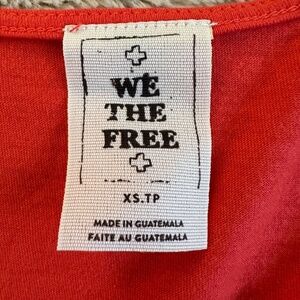 WE
THE
FREE
XS.TP
MADE IN GUATEMALA
FAITE AU GUATEMALA